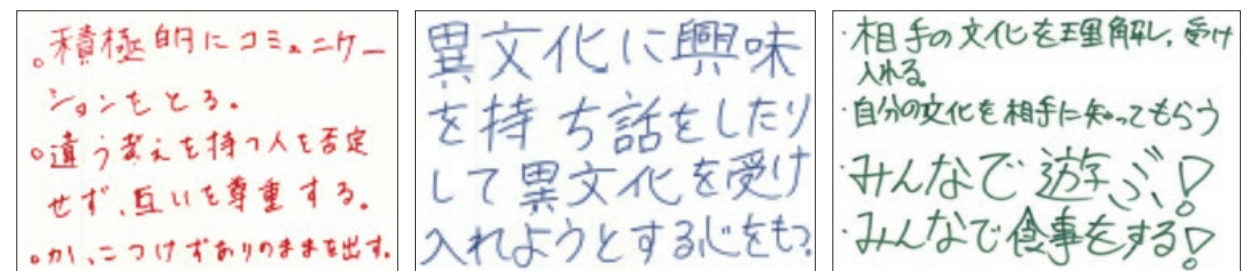 。積極的にコミュニケー
ションをとる。
。違う考えを持つ人を否定
せず、互いを尊重する。
。かっこつけずありのままを出す。
異文化に興味
を持ち話をしたり
して異文化を受け
入れようとする心をもつ。
・相手の文化を理解し、受け
入れる。
・自分の文化を相手に知ってもらう
・みんなで遊ぶ!
・みんなで食事をする!